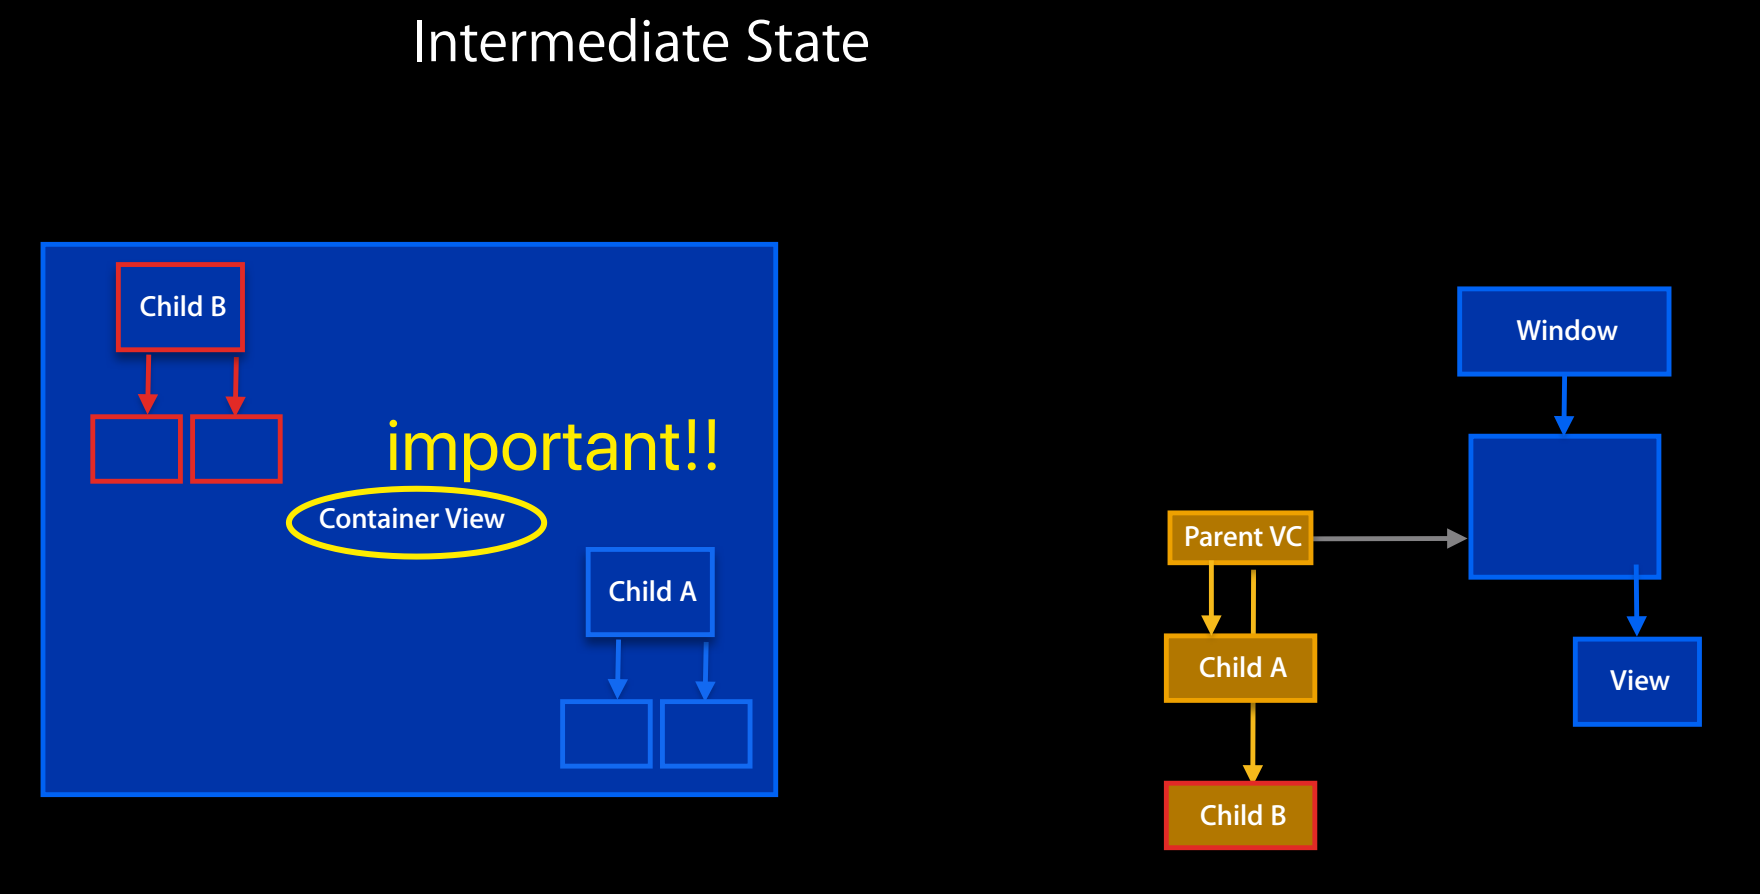 Intermediate State
Child B
important!!
Container View
Child A
Window
Parent VC
Child A
View
Child B